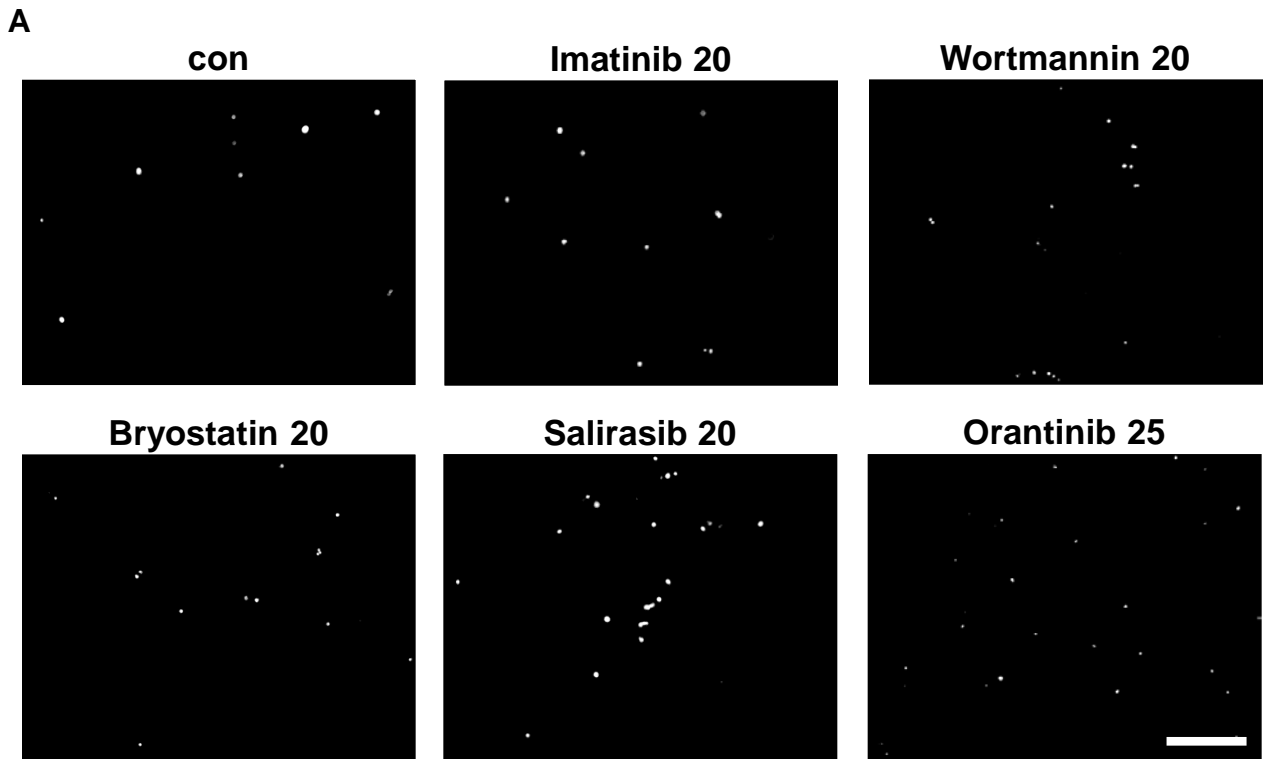 A
con
Imatinib 20
Wortmannin 20
Bryostatin 20
Salirasib 20
Orantinib 25